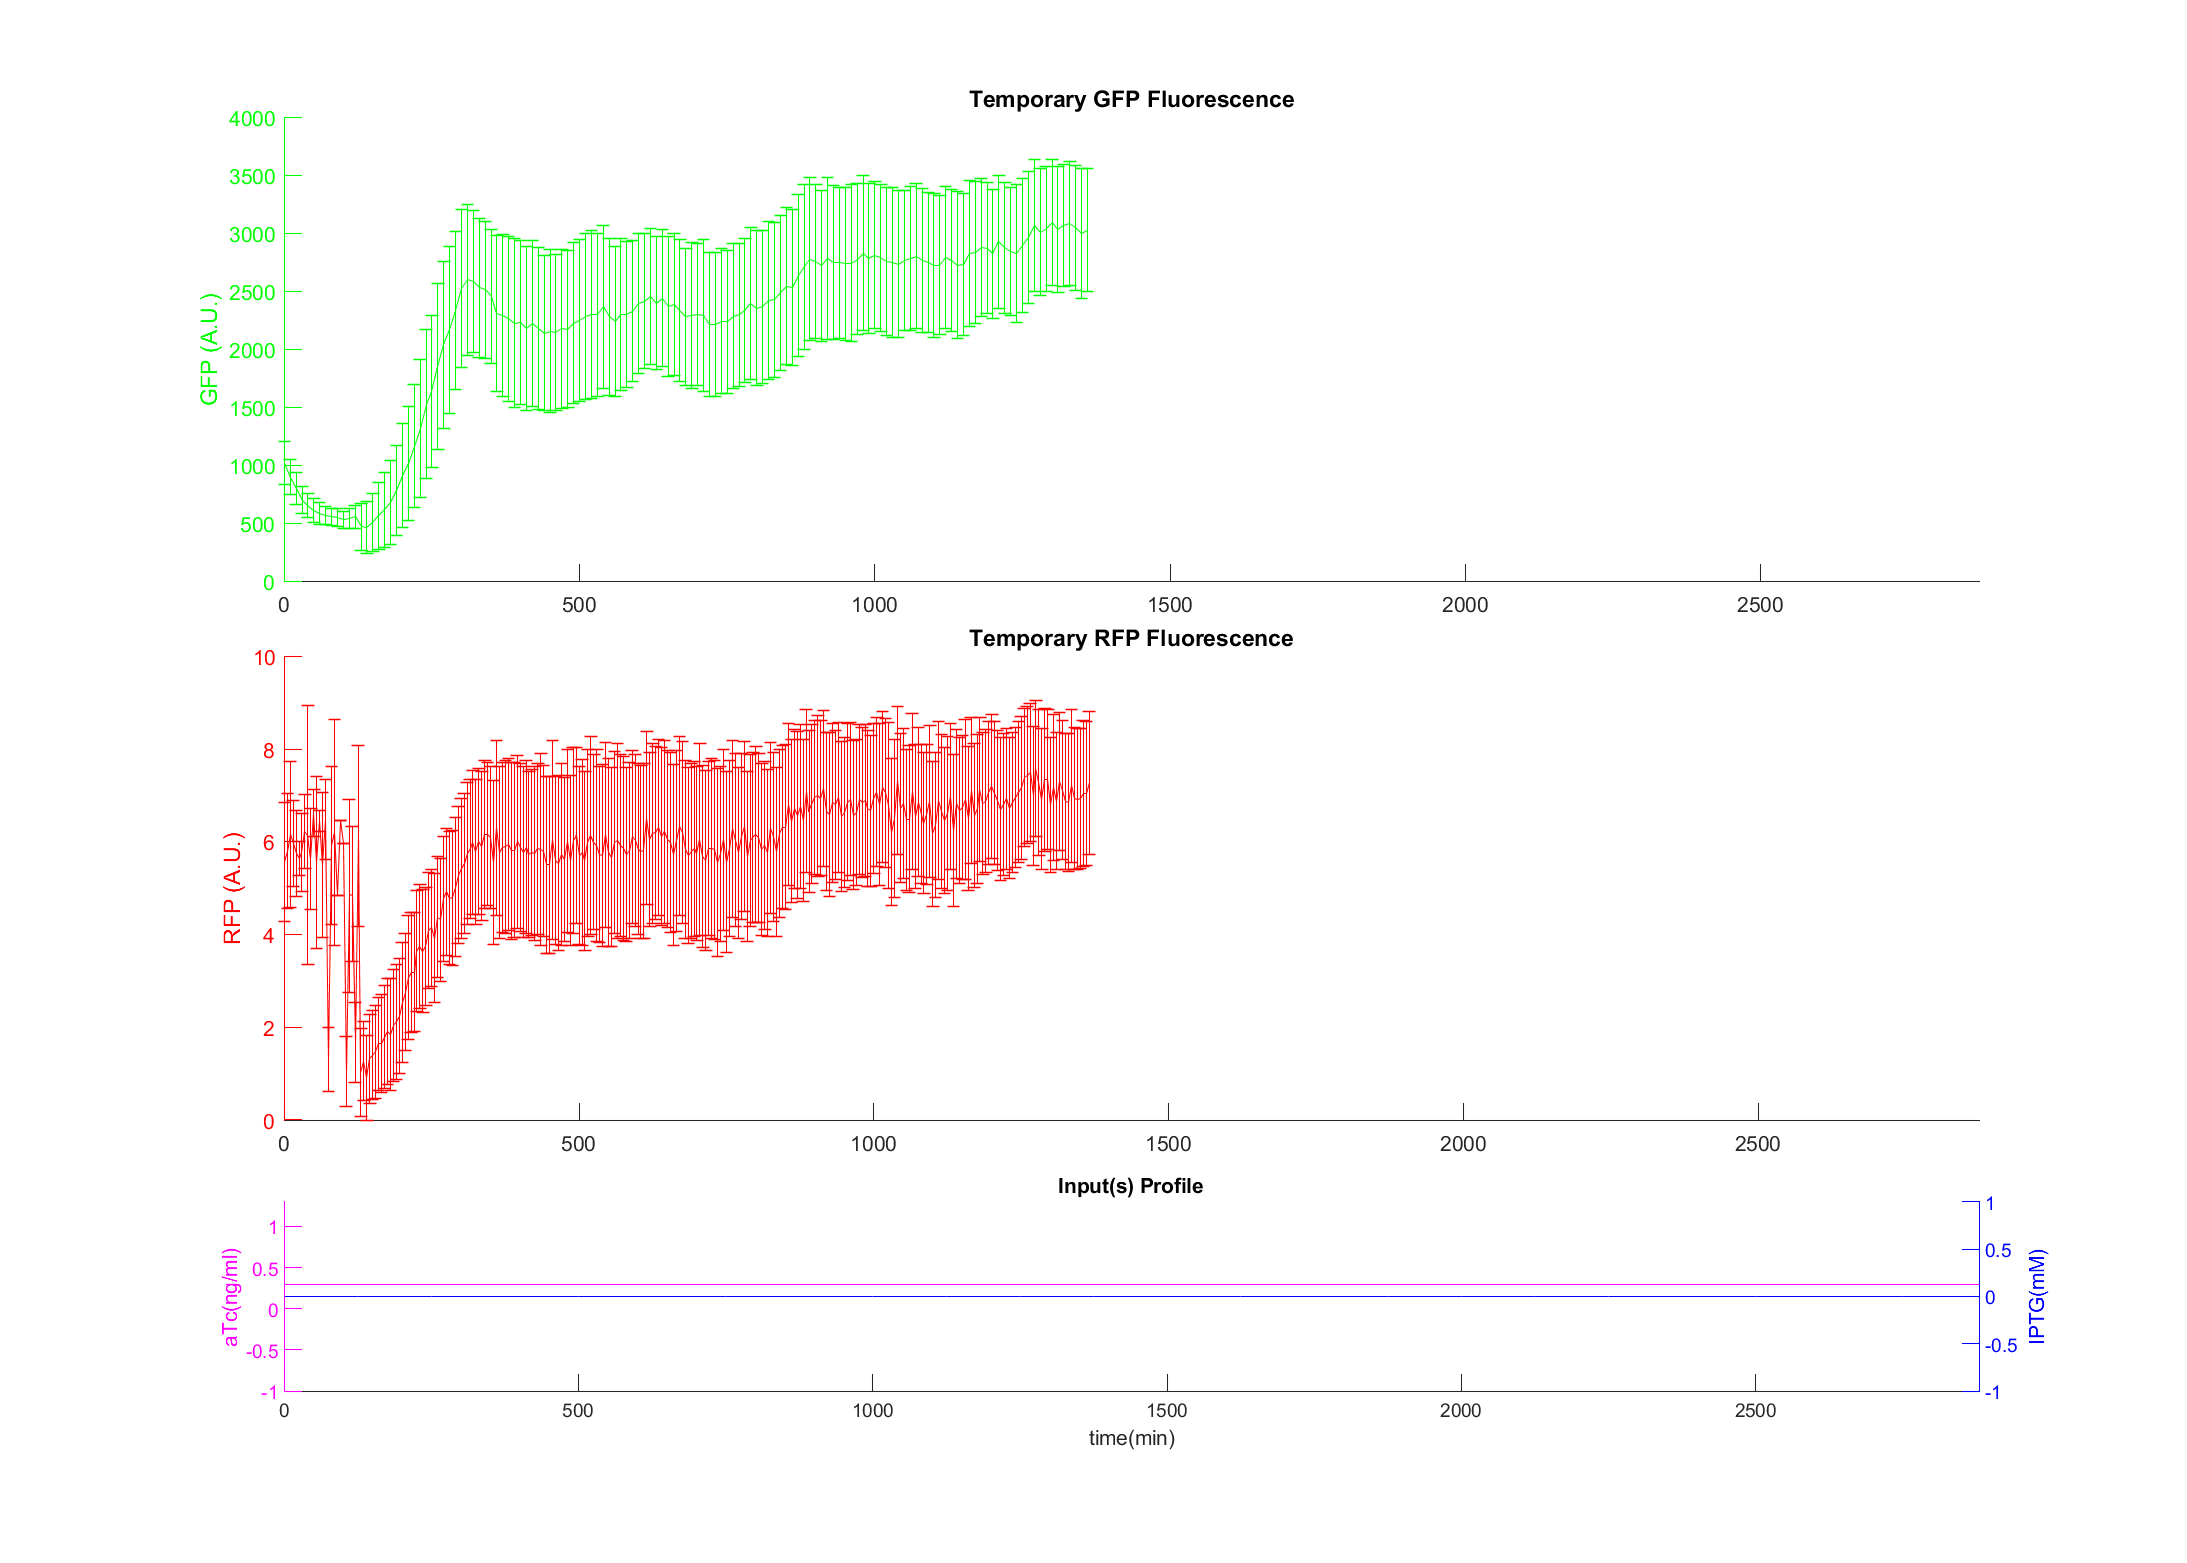 Temporary GFP Fluorescence
4000
3500
3000
2500
2000
1500
1000
500
0
GFP (A.U.)
0 500 1000 1500 2000 2500
Temporary RFP Fluorescence
10
8
6
4
2
0
RFP (A.U.)
0 500 1000 1500 2000 2500
Input(s) Profile
1
0.5
0
-0.5
-1
aTc(ng/ml)
1
0.5
0
-0.5
-1
IPTG(mM)
0 500 1000 1500 2000 2500
time(min)